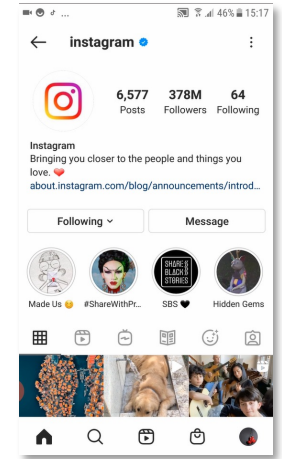 46% 15:17
instagram
6,577 378M 64
Posts Followers Following
Instagram
Bringing you closer to the people and things you
love. ❤️
about.instagram.com/blog/announcements/introd...
Following Message
SHARE
BLACK
STORIES
Made Us 😊 #ShareWithPr... SBS 🖤 Hidden Gems